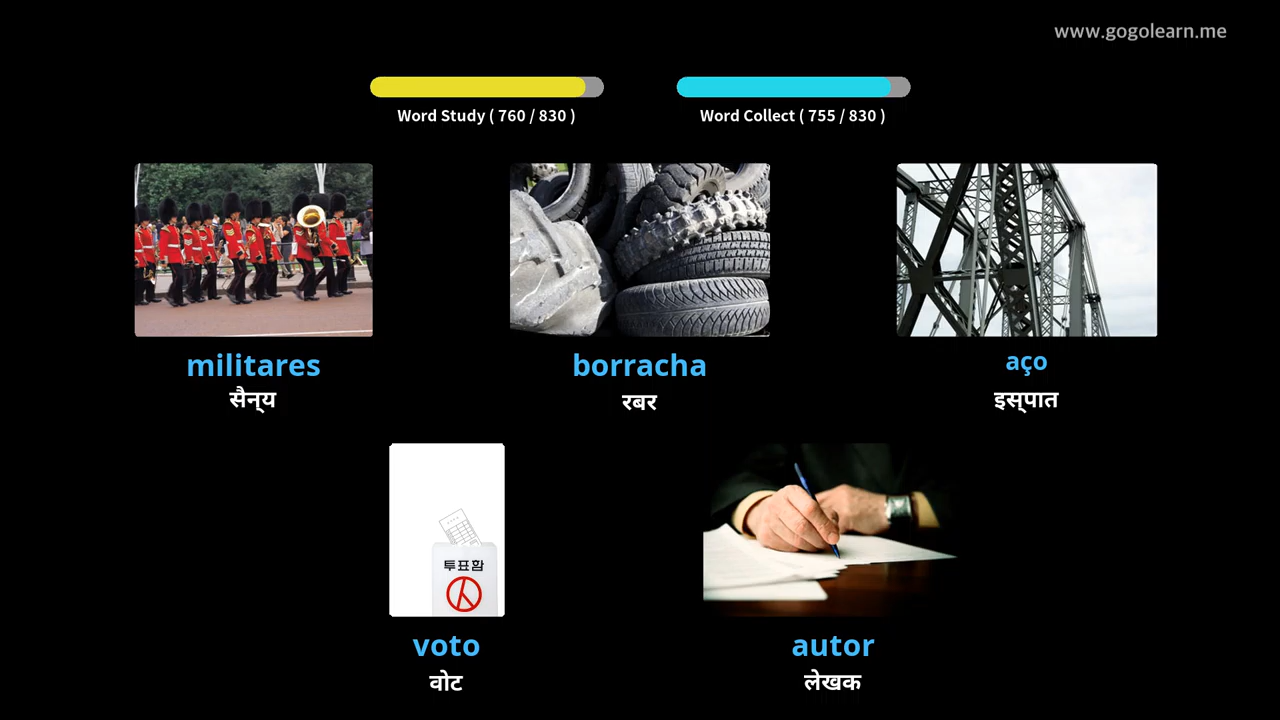 www.gogolearn.me
Word Study ( 760 / 830 )
Word Collect ( 755 / 830 )
militares
सैन्य
borracha
रबर
aço
इस्पात
투표함
voto
वोट
autor
लेखक